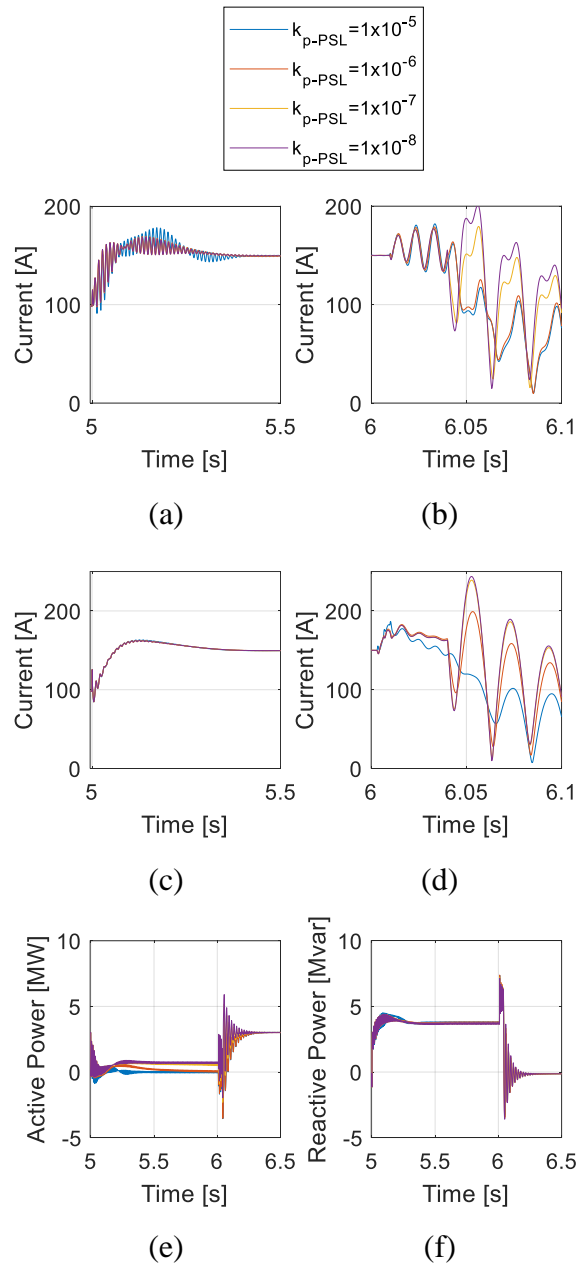 k_p-PSL=1x10^-5
k_p-PSL=1x10^-6
k_p-PSL=1x10^-7
k_p-PSL=1x10^-8
200
100
0
Current [A]
5
5.5
Time [s]
(a)
200
100
0
Current [A]
6
6.05
6.1
Time [s]
(b)
200
100
0
Current [A]
5
5.5
Time [s]
(c)
200
100
0
Current [A]
6
6.05
6.1
Time [s]
(d)
10
5
0
-5
Active Power [MW]
5
5.5
6
6.5
Time [s]
(e)
10
5
0
-5
Reactive Power [Mvar]
5
5.5
6
6.5
Time [s]
(f)